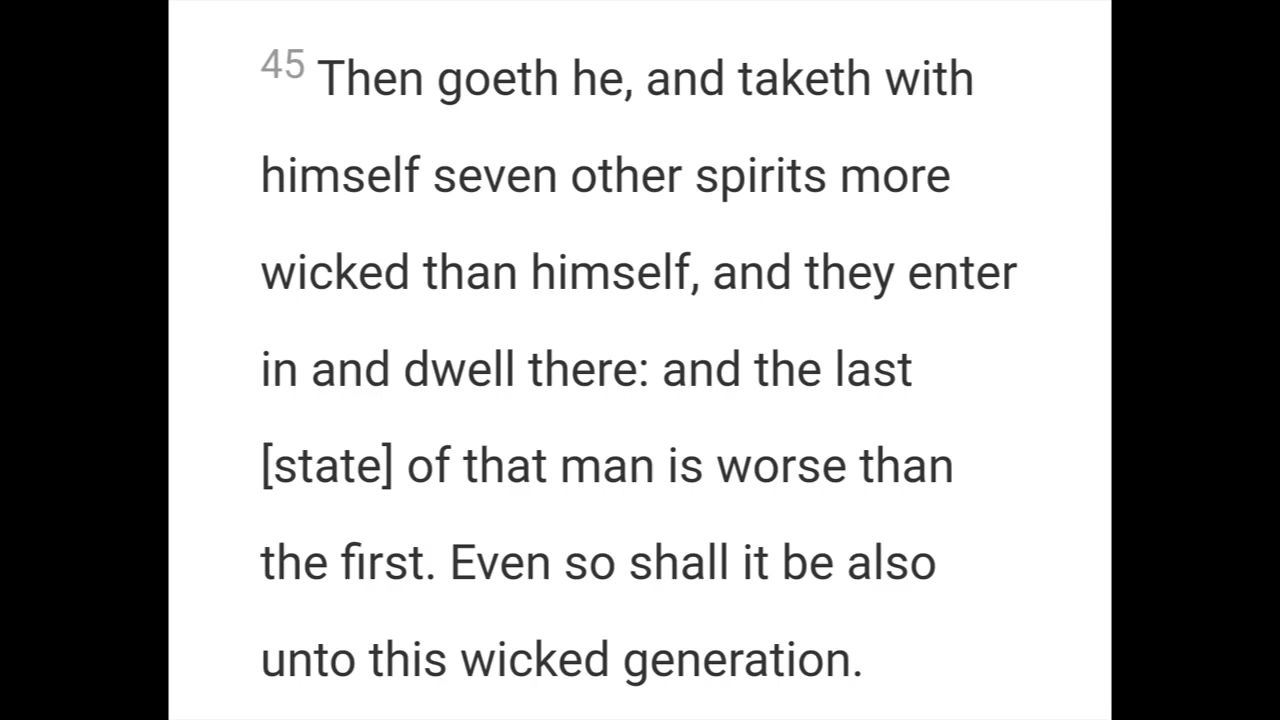 45 Then goeth he, and taketh with
himself seven other spirits more
wicked than himself, and they enter
in and dwell there: and the last
[state] of that man is worse than
the first. Even so shall it be also
unto this wicked generation.